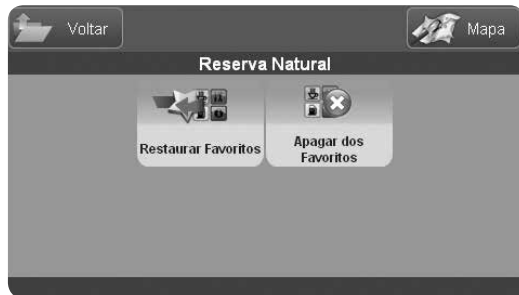 Voltar
Mapa
Reserva Natural
Restaurar Favoritos
Apagar dos
Favoritos